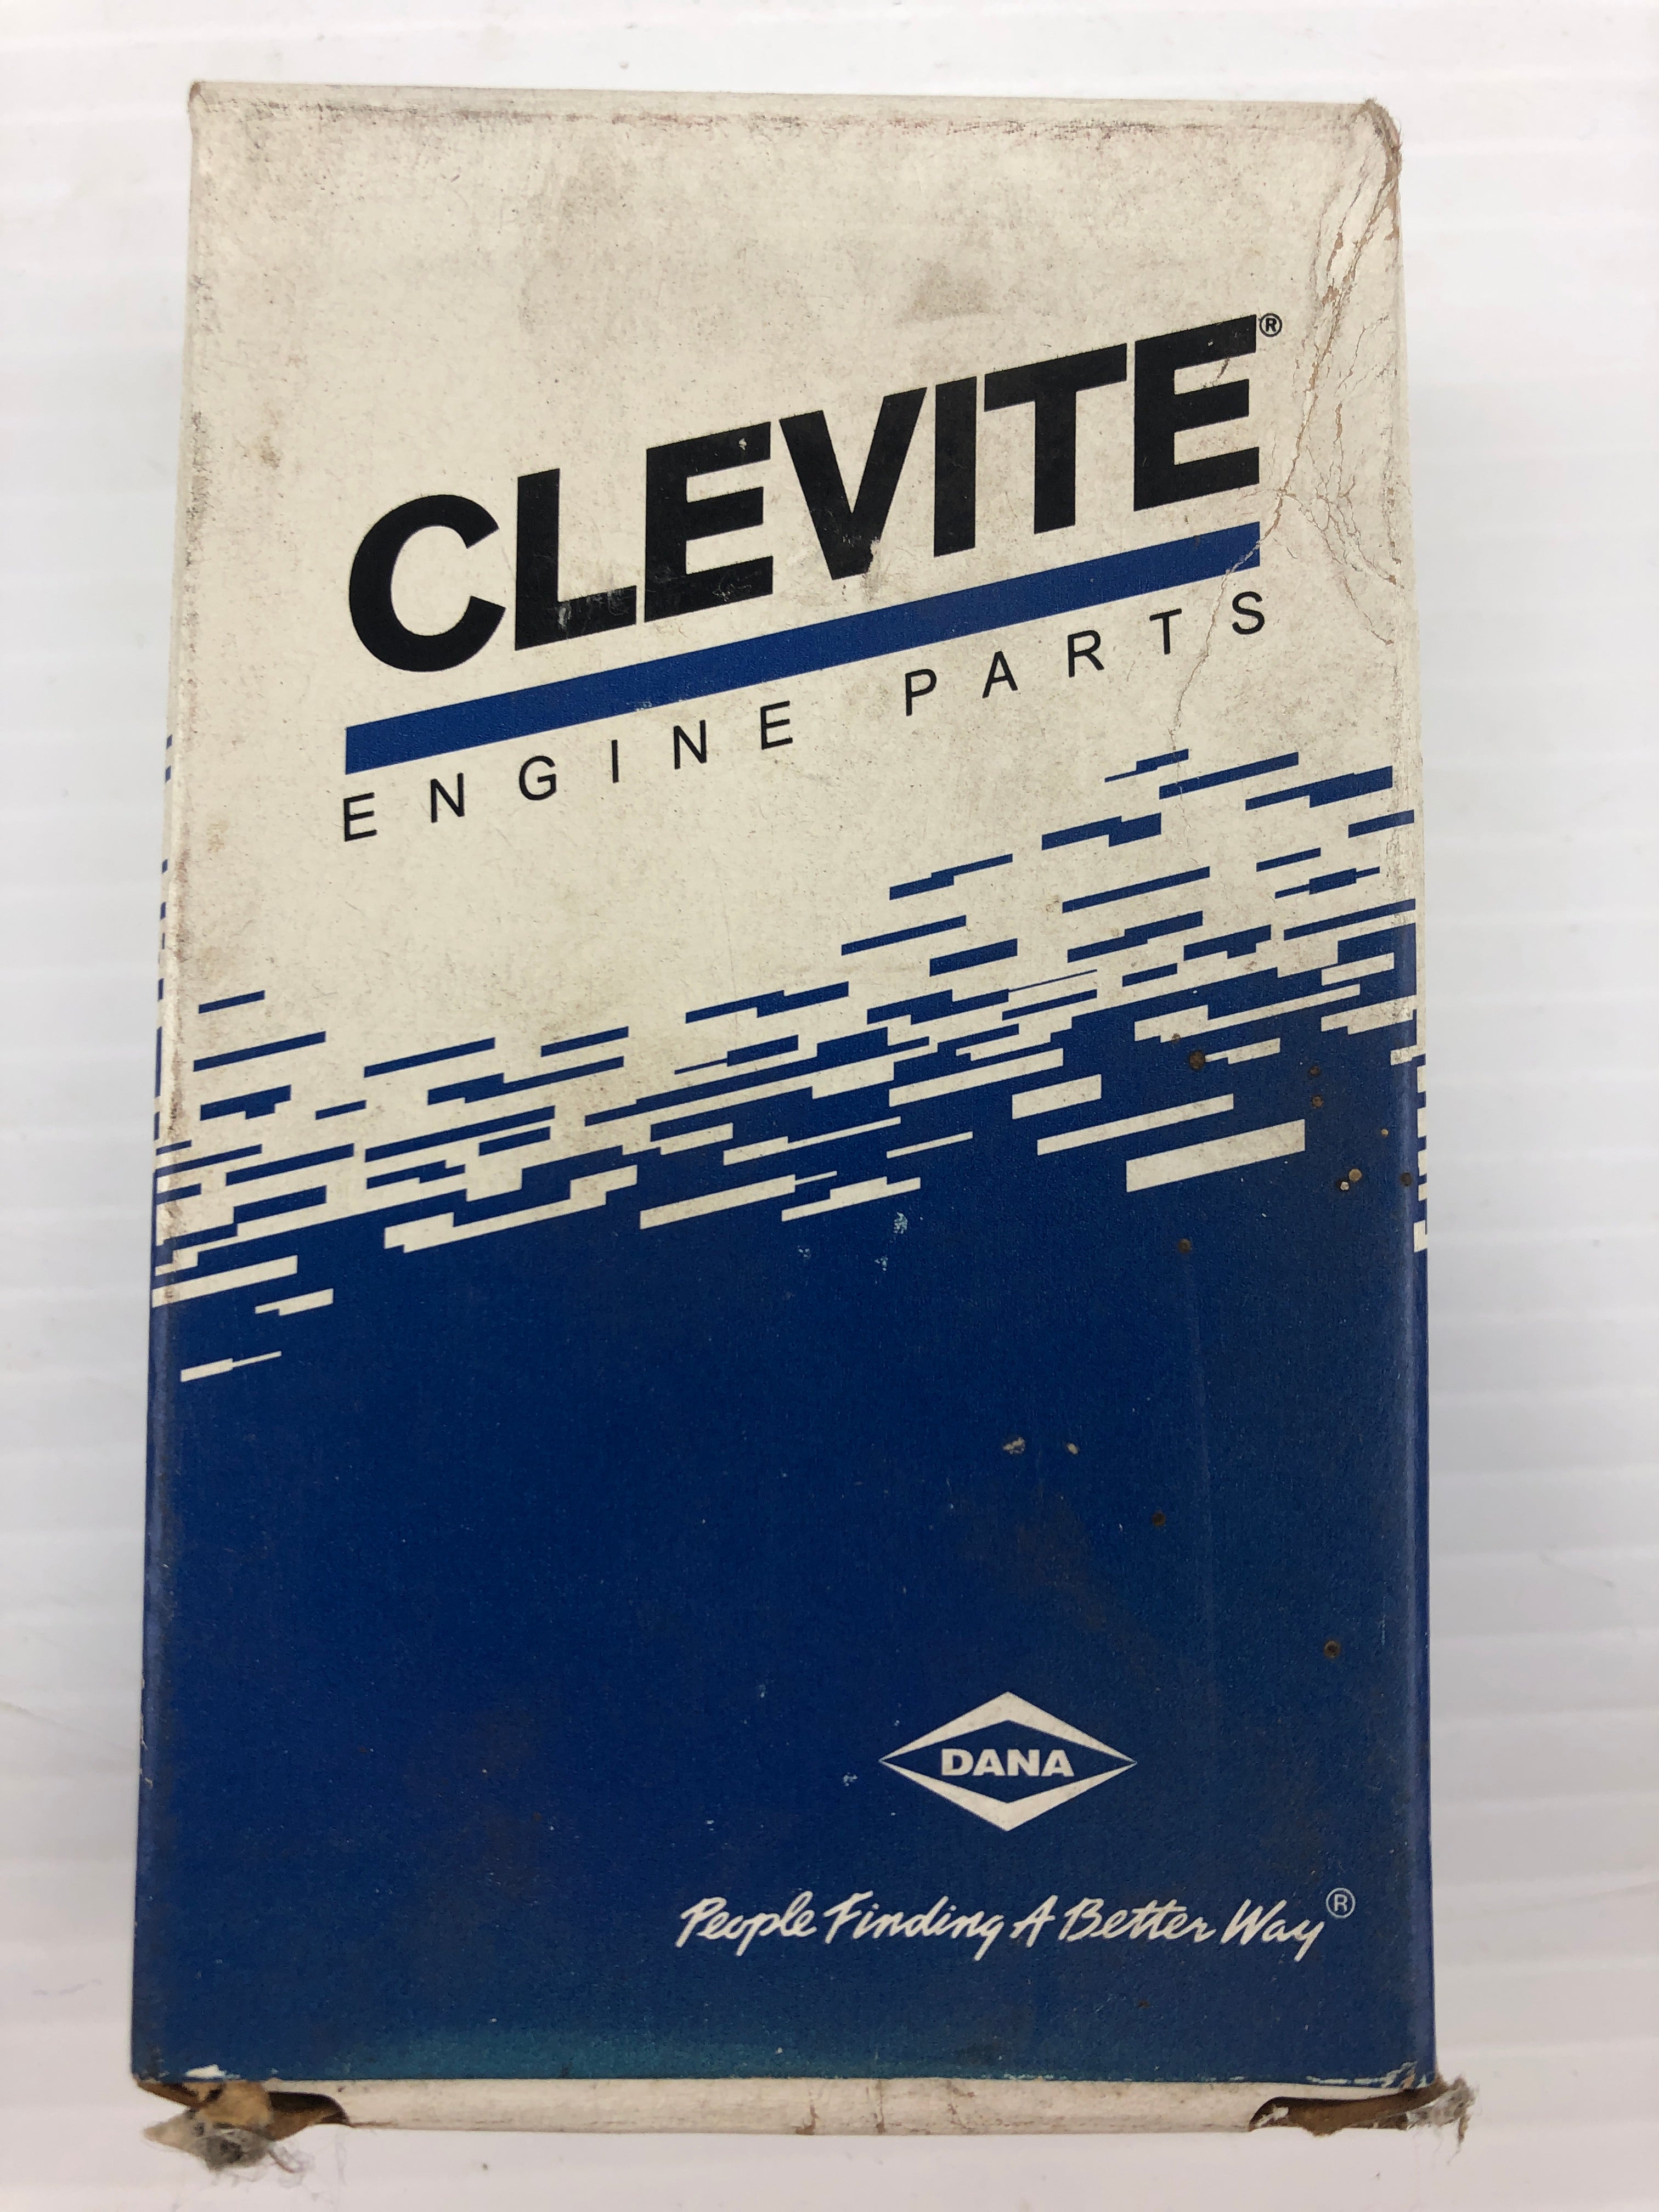 CLEVITE®
ENGINE PARTS
DANA
People Finding A Better Way®